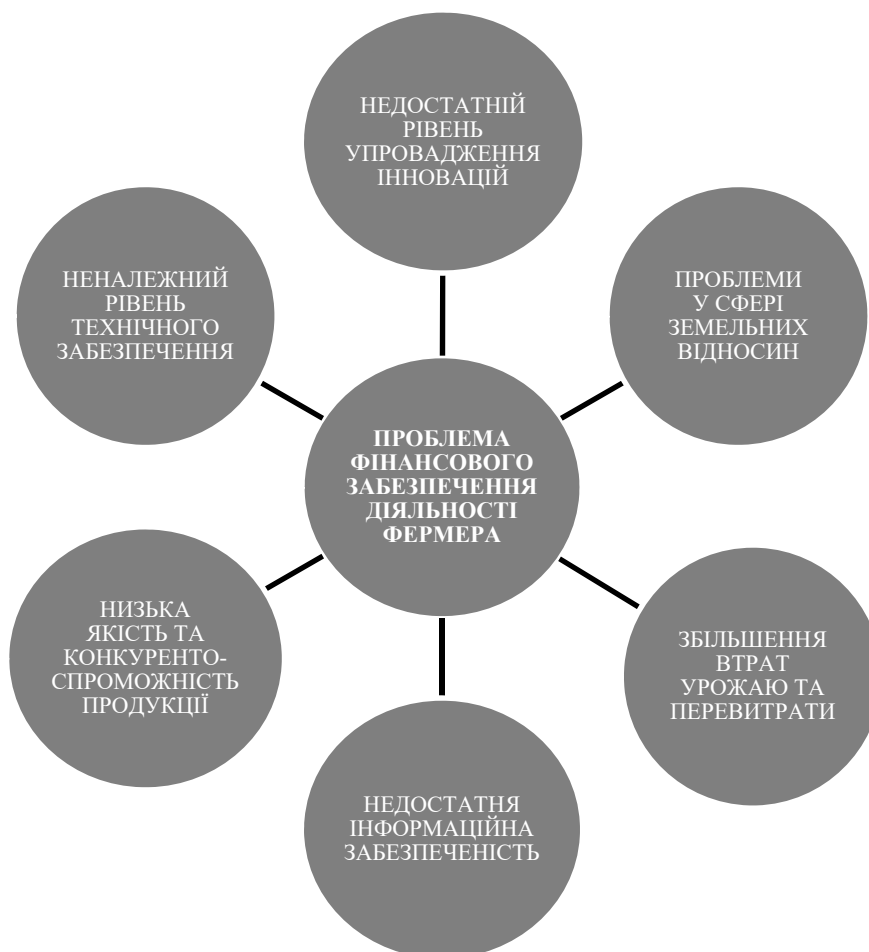 НЕДОСТАТНІЙ
РІВЕНЬ
УПРОВАДЖЕННЯ
ІННОВАЦІЙ
НЕНАЛЕЖНИЙ
РІВЕНЬ
ТЕХНІЧНОГО
ЗАБЕЗПЕЧЕННЯ
ПРОБЛЕМИ
У СФЕРІ
ЗЕМЕЛЬНИХ
ВІДНОСИН
ПРОБЛЕМА
ФІНАНСОВОГО
ЗАБЕЗПЕЧЕННЯ
ДІЯЛЬНОСТІ
ФЕРМЕРА
НИЗЬКА
ЯКІСТЬ ТА
КОНКУРЕНТО-
СПРОМОЖНІСТЬ
ПРОДУКЦІЇ
ЗБІЛЬШЕННЯ
ВТРАТ
УРОЖАЮ ТА
ПЕРЕВИТРАТИ
НЕДОСТАТНЯ
ІНФОРМАЦІЙНА
ЗАБЕЗПЕЧЕНІСТЬ